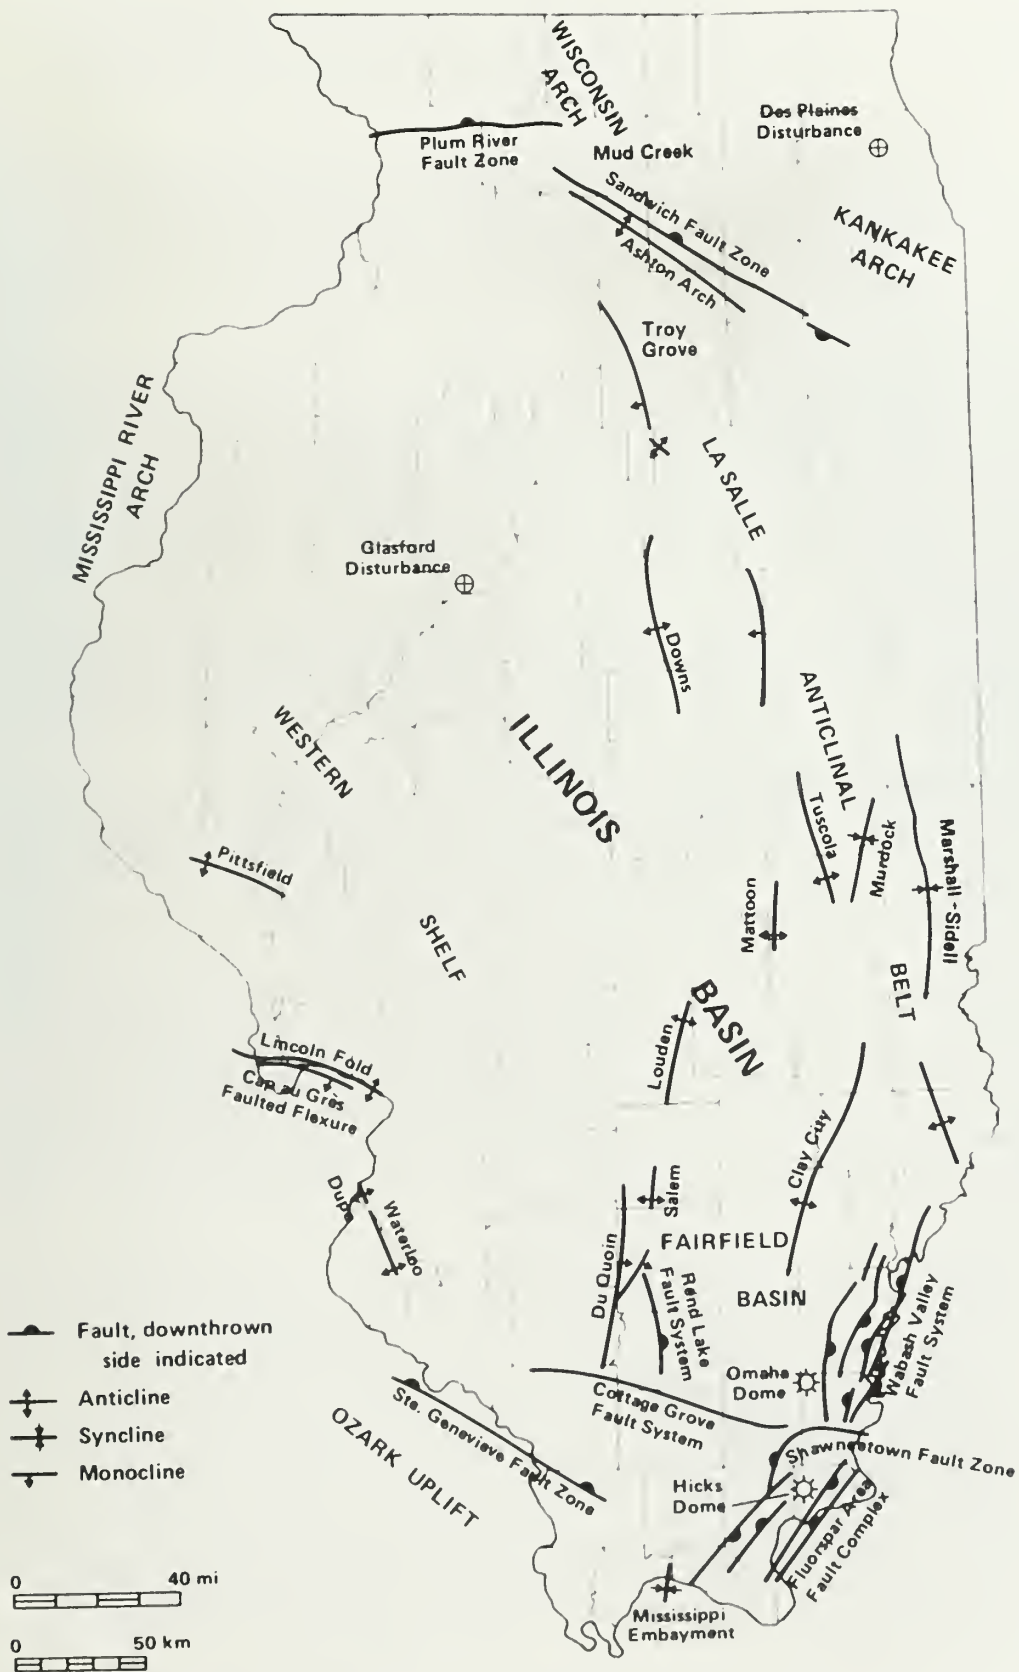 WISCONSIN
ARCH
Des Plaines
Disturbance
Plum River
Fault Zone
Mud Creek
Sandwich Fault Zone
Ashton Arch
KANKAKEE
ARCH
Troy
Grove
MISSISSIPPI RIVER
ARCH
LA SALLE
Glasford
Disturbance
Downs
ANTICLINAL
WESTERN
ILLINOIS
Tuscola
Murdock
Marshall - Sidell
Pittsfield
Mattoon
SHELF
BELT
BASIN
Louden
Lincoln Fold
Cap au Grès
Faulted Flexure
Clay City
Dupo
Waterloo
Salem
FAIRFIELD
BASIN
Du Quoin
Rend Lake
Fault System
Wabash Valley
Fault System
Omaha
Dome
Cottage Grove
Fault System
Ste. Genevieve Fault Zone
OZARK UPLIFT
Shawneetown Fault Zone
Hicks
Dome
Fluorspar Area
Fault Complex
Mississippi
Embayment
Fault, downthrown
side indicated
Anticline
Syncline
Monocline
0 40 mi
0 50 km